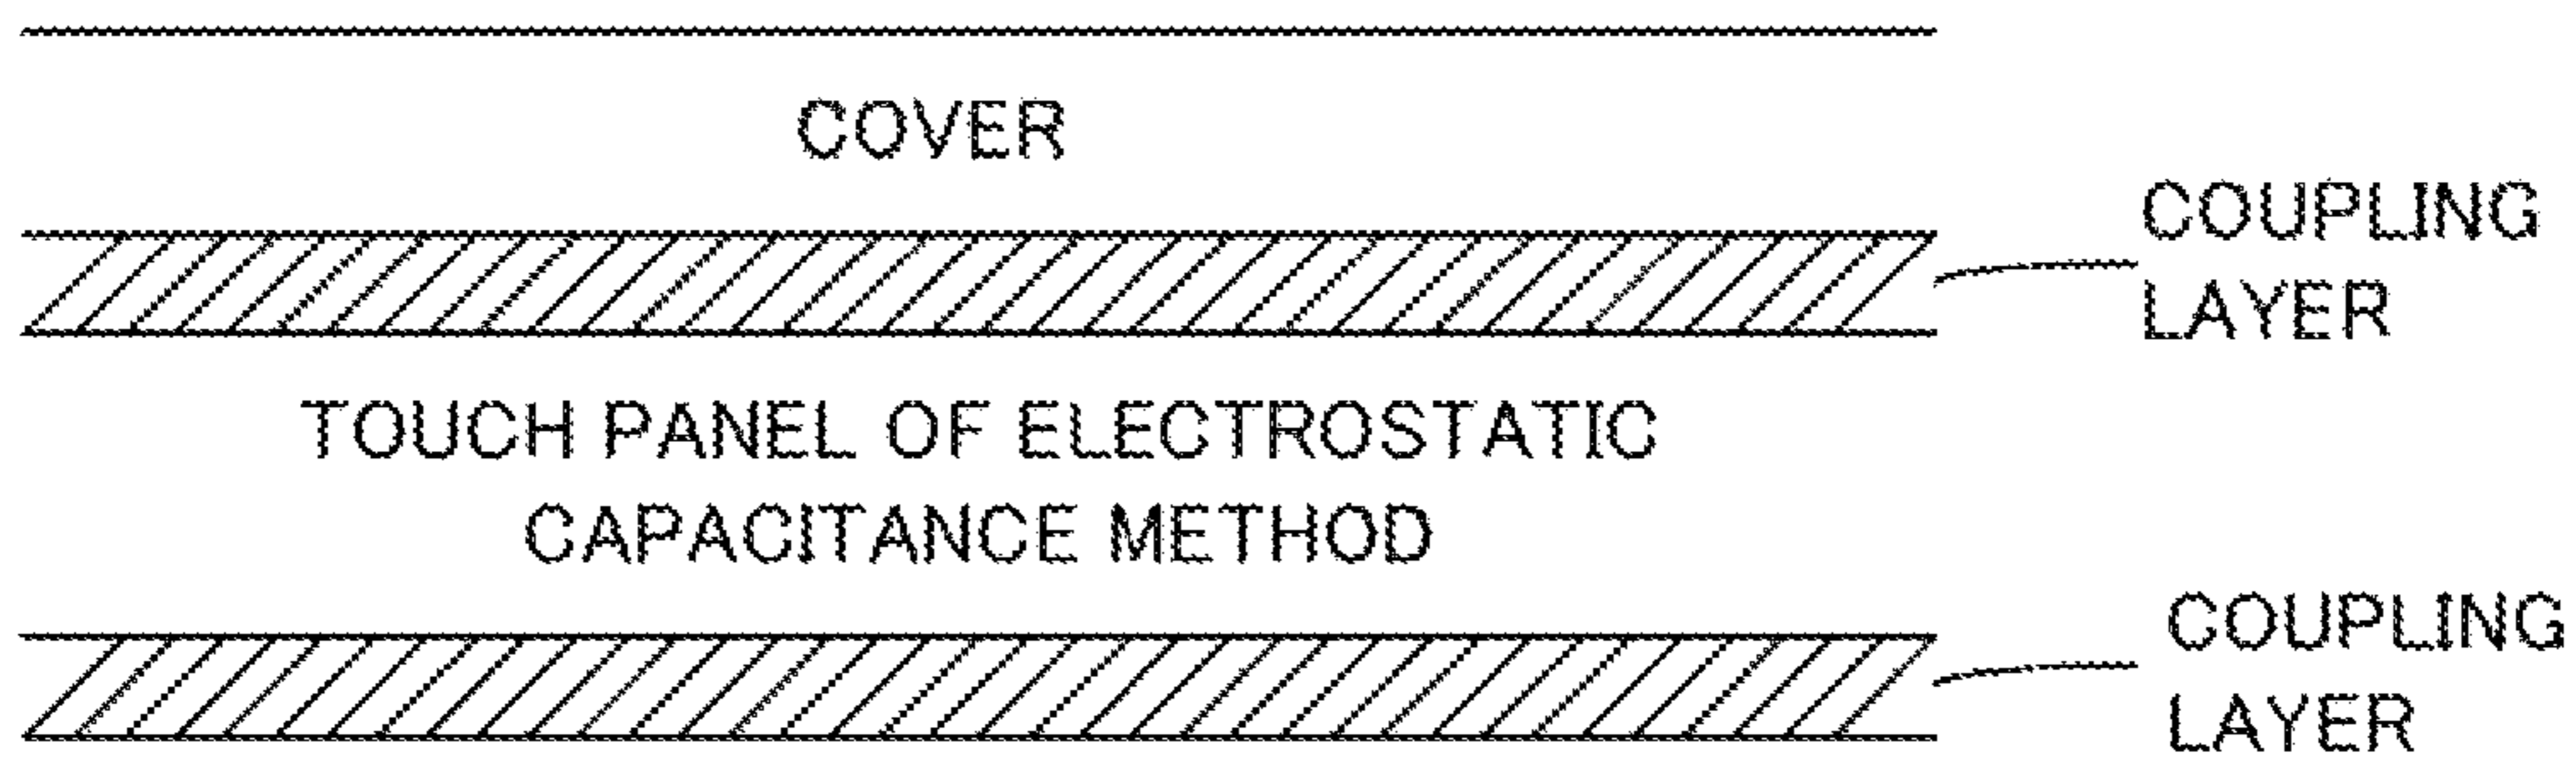 COVER
COUPLING
LAYER
TOUCH PANEL OF ELECTROSTATIC
CAPACITANCE METHOD
COUPLING
LAYER